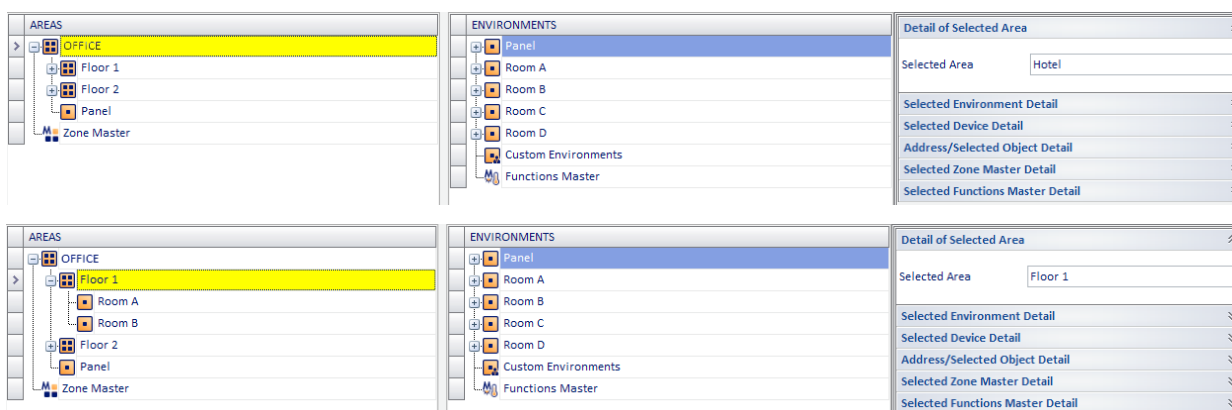 AREAS
OFFICE
Floor 1
Floor 2
Panel
Zone Master
ENVIRONMENTS
Panel
Room A
Room B
Room C
Room D
Custom Environments
Functions Master
Detail of Selected Area
Selected Area Hotel
Selected Environment Detail
Selected Device Detail
Address/Selected Object Detail
Selected Zone Master Detail
Selected Functions Master Detail
AREAS
OFFICE
Floor 1
Room A
Room B
Floor 2
Panel
Zone Master
ENVIRONMENTS
Panel
Room A
Room B
Room C
Room D
Custom Environments
Functions Master
Detail of Selected Area
Selected Area Floor 1
Selected Environment Detail
Selected Device Detail
Address/Selected Object Detail
Selected Zone Master Detail
Selected Functions Master Detail